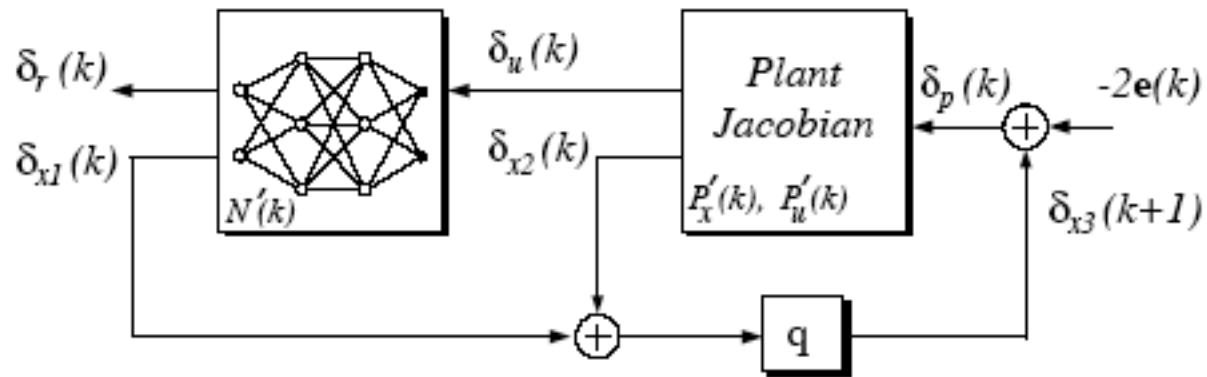 δr (k)
δx1(k)
N′(k)
δu (k)
δx2(k)
Plant
Jacobian
P′x(k), P′u(k)
δp (k)
-2e(k)
+
δx3 (k+1)
+
q